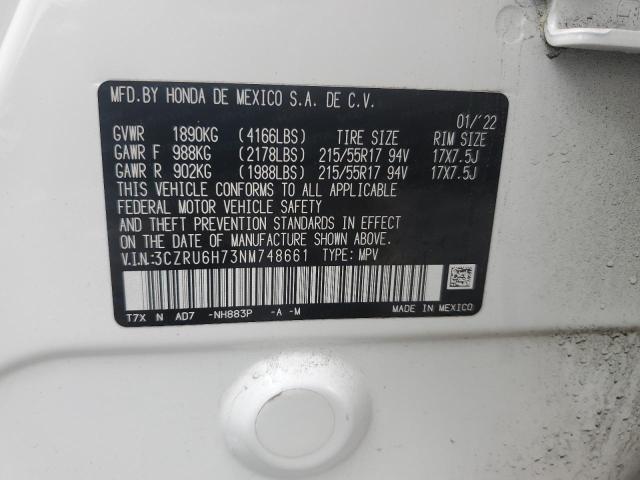 MFD.BY HONDA DE MEXICO S.A. DE C.V.
01/'22
GVWR 1890KG (4166LBS) TIRE SIZE RIM SIZE
GAWR F 988KG (2178LBS) 215/55R17 94V 17X7.5J
GAWR R 902KG (1988LBS) 215/55R17 94V 17X7.5J
THIS VEHICLE CONFORMS TO ALL APPLICABLE
FEDERAL MOTOR VEHICLE SAFETY
AND THEFT PREVENTION STANDARDS IN EFFECT
ON THE DATE OF MANUFACTURE SHOWN ABOVE.
V.I.N.:3CZRU6H73NM748661 TYPE: MPV
T7X N AD7 -NH883P -A -M MADE IN MEXICO